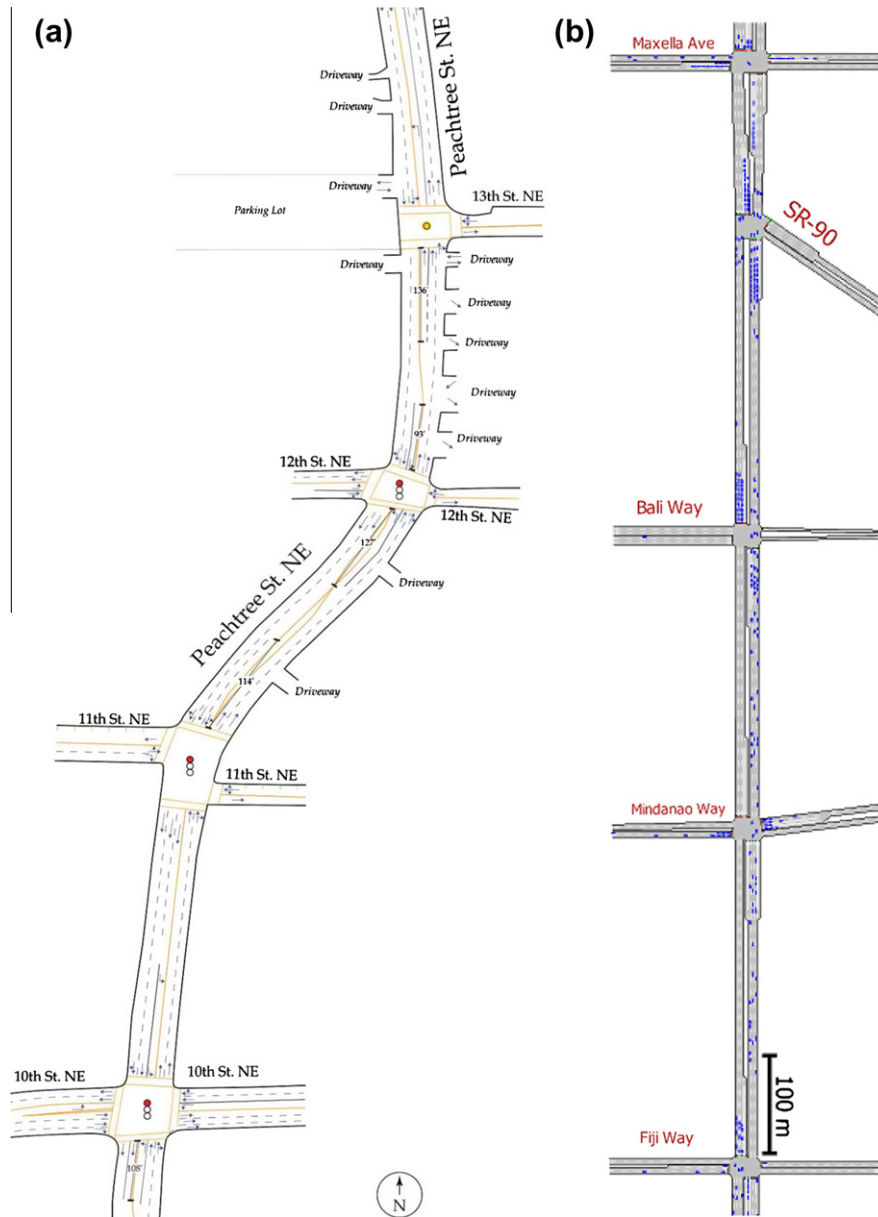 (a)
Peachtree St. NE
Driveway
Driveway
Driveway
13th St. NE
Parking Lot
Driveway
Driveway
136'
Driveway
Driveway
Driveway
93'
Driveway
12th St. NE
12th St. NE
127'
Peachtree St. NE
Driveway
114'
Driveway
11th St. NE
11th St. NE
10th St. NE
10th St. NE
108'
N
(b)
Maxella Ave
SR-90
Bali Way
Mindanao Way
100 m
Fiji Way